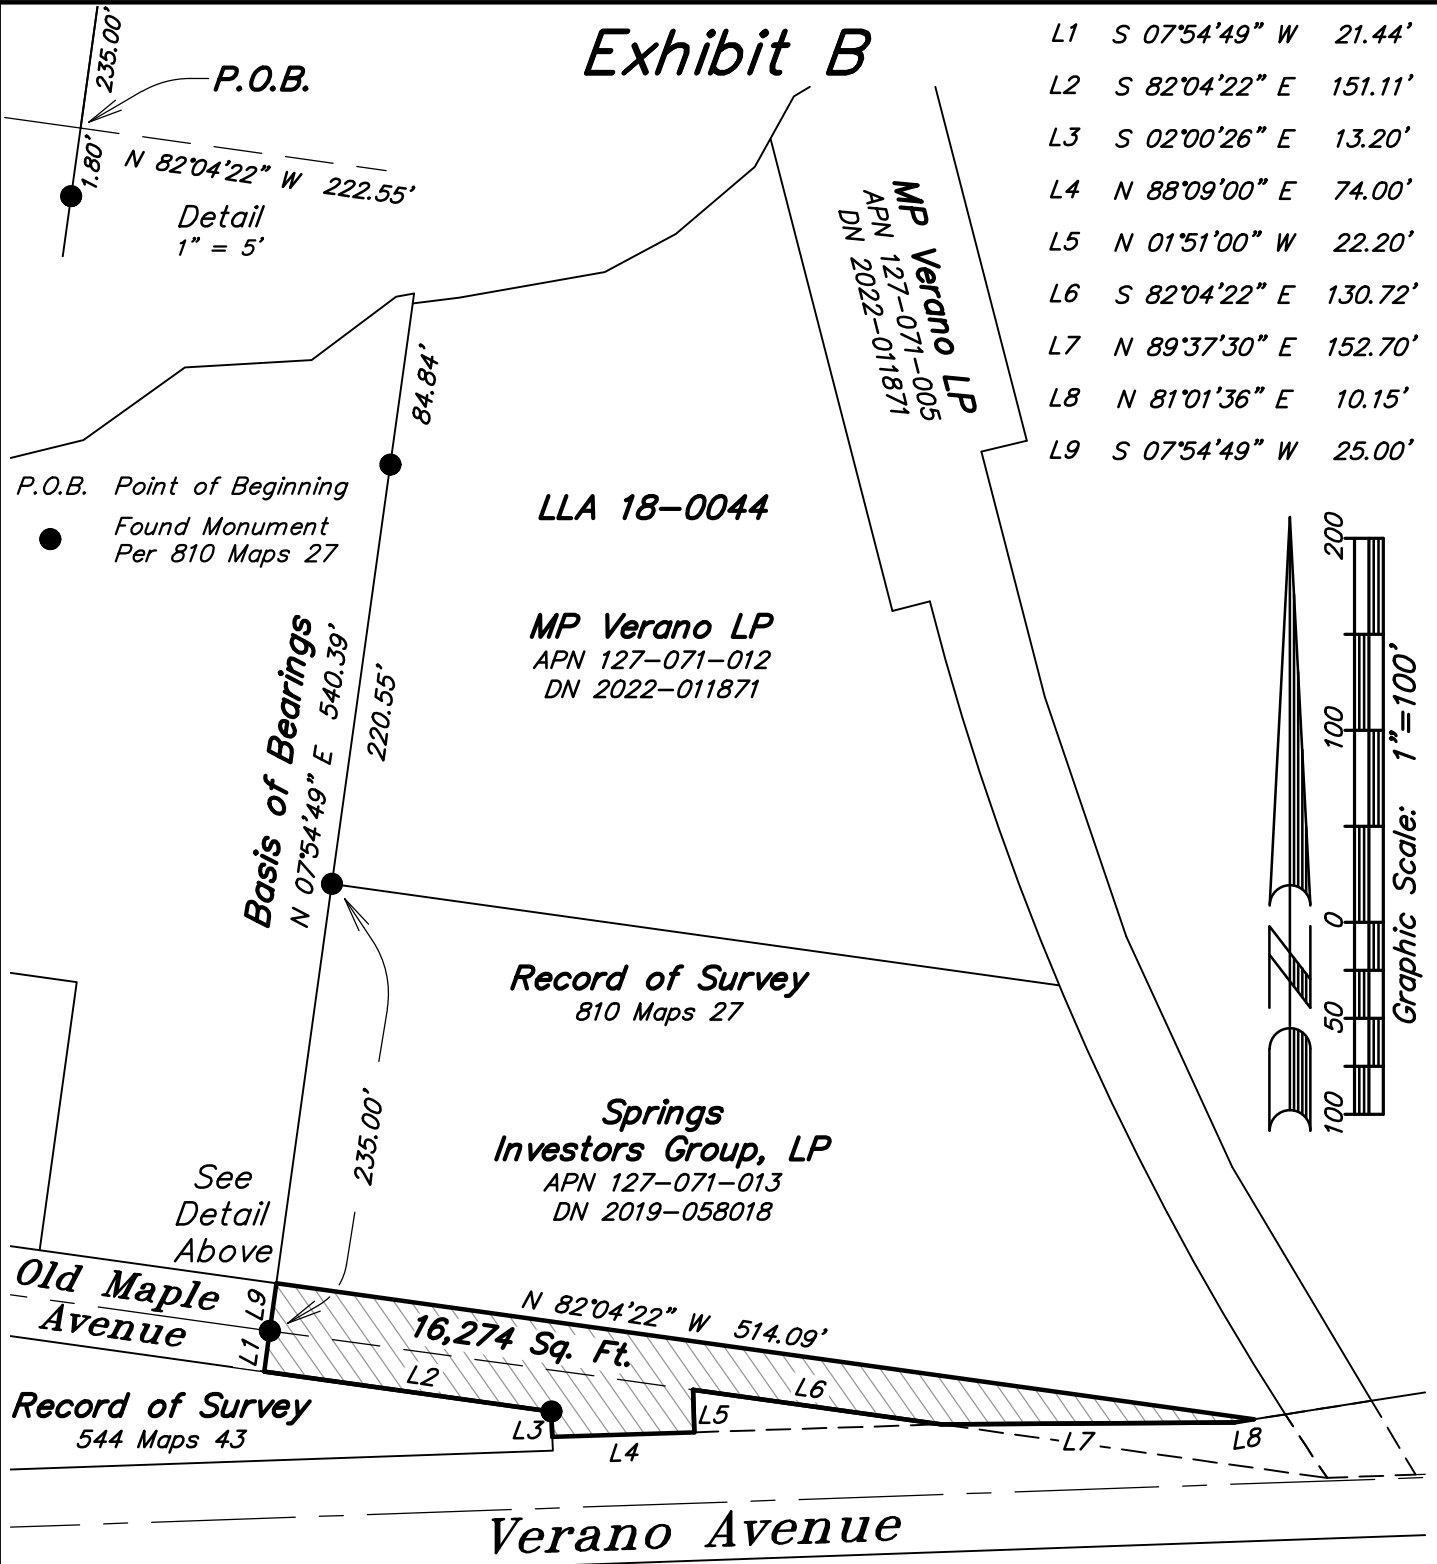 Exhibit B
235.00'
P.O.B.
1.80'
N 82°04'22" W 222.55'
Detail
1" = 5'
L1 S 07°54'49" W 21.44'
L2 S 82°04'22" E 151.11'
L3 S 02°00'26" E 13.20'
L4 N 88°09'00" E 74.00'
L5 N 01°51'00" W 22.20'
L6 S 82°04'22" E 130.72'
L7 N 89°37'30" E 152.70'
L8 N 81°01'36" E 10.15'
L9 S 07°54'49" W 25.00'
MP Verano LP
APN 127-071-005
DN 2022-011871
84.84'
P.O.B. Point of Beginning
Found Monument
Per 810 Maps 27
LLA 18-0044
MP Verano LP
APN 127-071-012
DN 2022-011871
Basis of Bearings
N 07°54'49" E 540.39'
220.55'
200
100
0
50
100
Graphic Scale: 1"=100'
N
Record of Survey
810 Maps 27
Springs
Investors Group, LP
APN 127-071-013
DN 2019-058018
235.00'
See
Detail
Above
Old Maple
Avenue
L9
L1
N 82°04'22" W 514.09'
16,274 Sq. Ft.
L2
L6
L3
L5
L4
L7
L8
Record of Survey
544 Maps 43
Verano Avenue